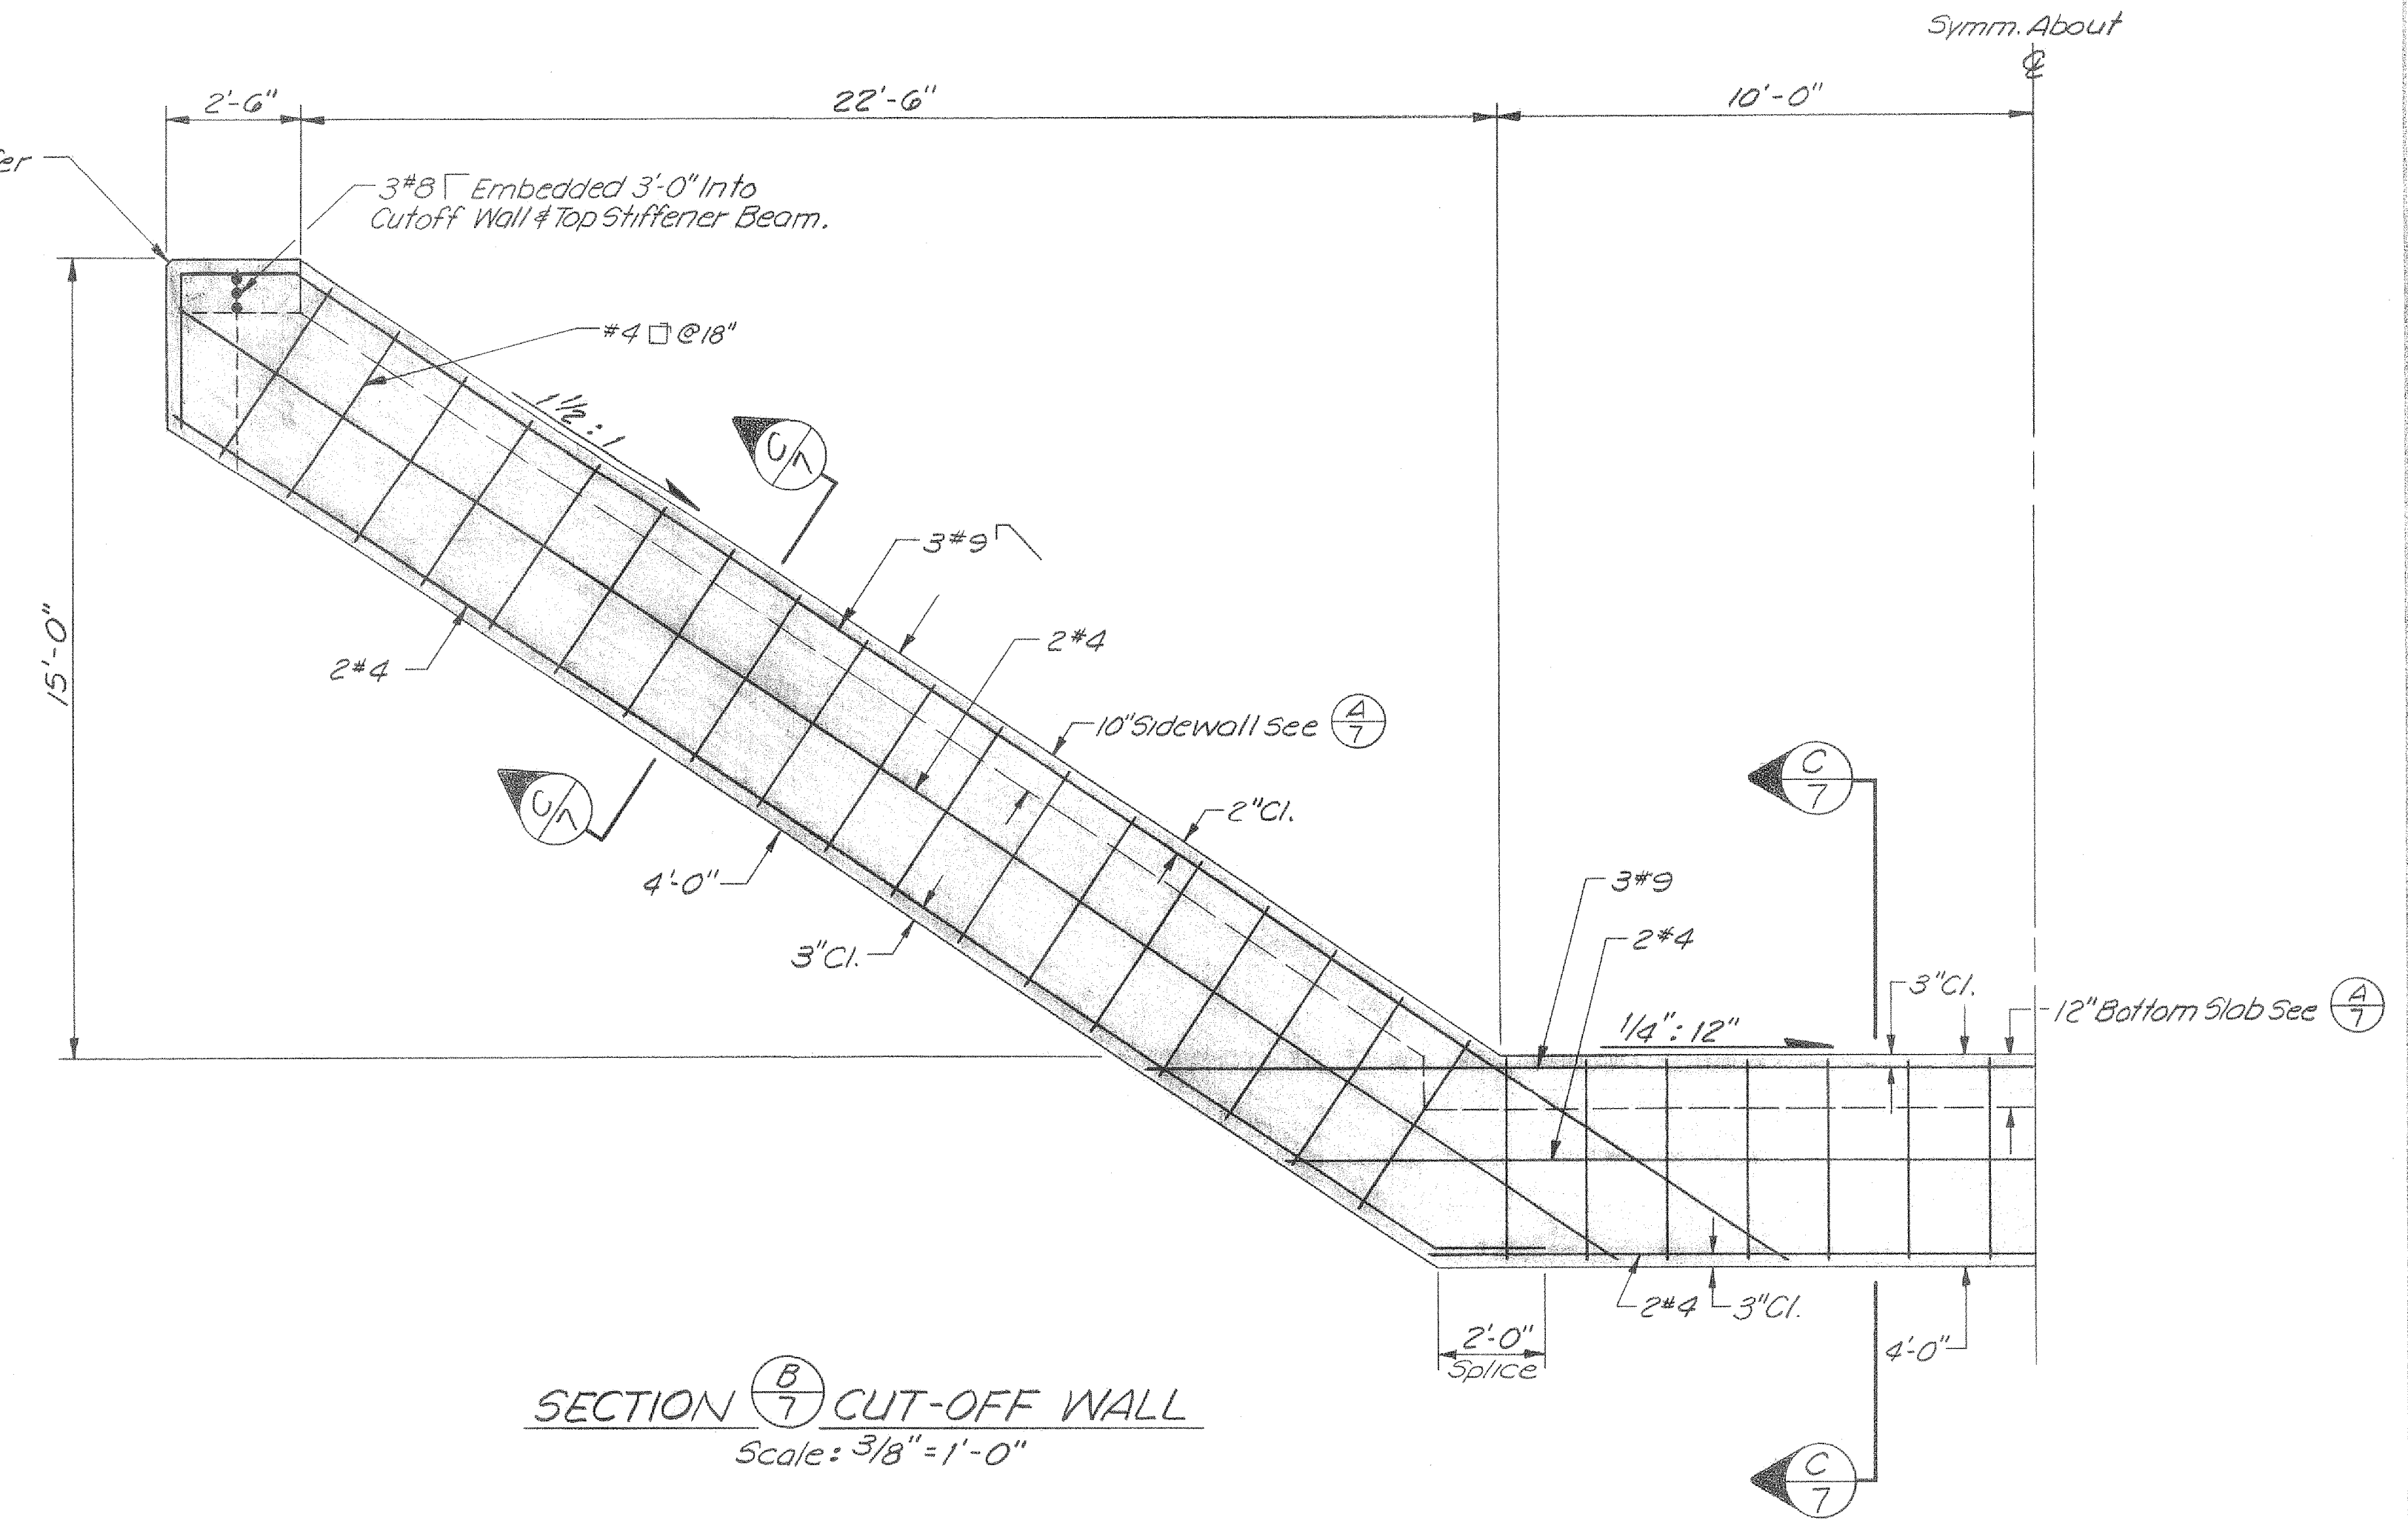 Symm. About
℄
2'-6"
22'-6"
10'-0"
3#8 Embedded 3'-0" Into
Cutoff Wall & Top Stiffener Beam.
#4 @18"
1½:1
C
7
3#9
15'-0"
2#4
2#4
10" Sidewall See A
7
C
7
4'-0"
2" Cl.
C
7
3" Cl.
3#9
2#4
3" Cl.
1/4":12"
12" Bottom Slab See A
7
2#4
3" Cl.
2'-0"
Splice
4'-0"
SECTION B
7
CUT-OFF WALL
Scale: 3/8"=1'-0"
C
7